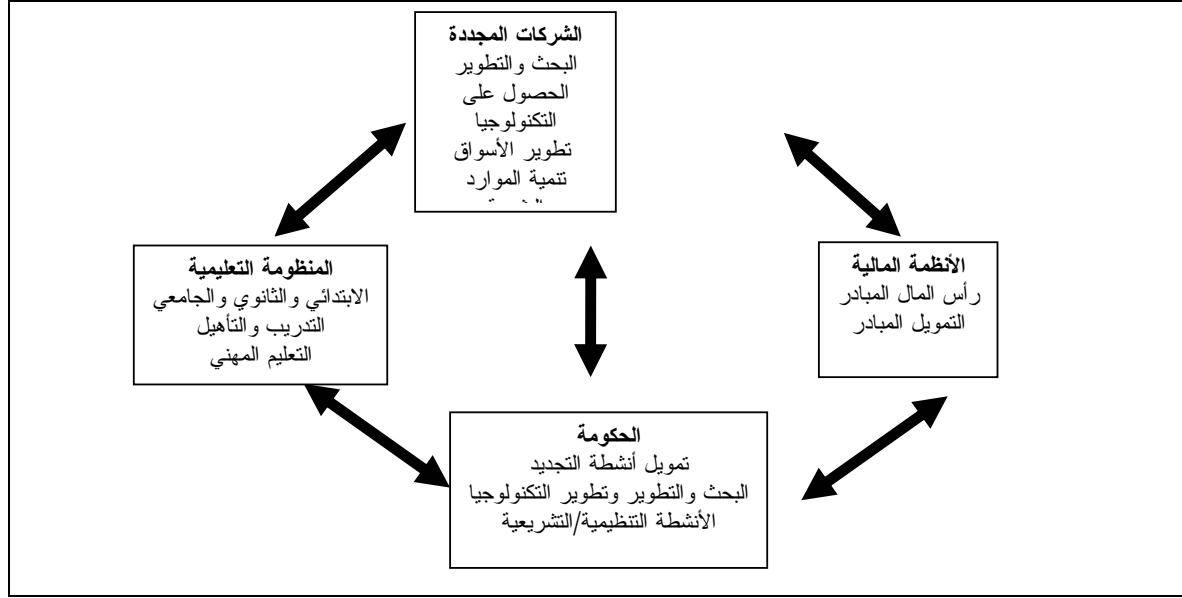 الشركات المجددة
البحث والتطوير
الحصول على
التكنولوجيا
تطوير الأسواق
تنمية الموارد
الأنظمة المالية
رأس المال المبادر
التمويل المبادر
المنظومة التعليمية
الابتدائي والثانوي والجامعي
التدريب والتأهيل
التعليم المهني
الحكومة
تمويل أنشطة التجديد
البحث والتطوير وتطوير التكنولوجيا
الأنشطة التنظيمية/التشريعية